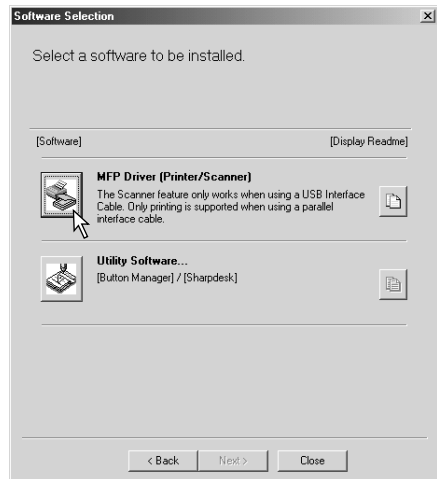 Software Selection
Select a software to be installed.
[Software] [Display Readme]
MFP Driver (Printer/Scanner)
The Scanner feature only works when using a USB Interface
Cable. Only printing is supported when using a parallel
interface cable.
Utility Software...
[Button Manager] / [Sharpdesk]
< Back Next > Close